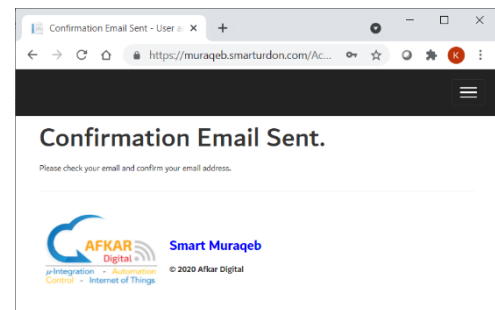 Confirmation Email Sent - User a
https://muraqeb.smarturdon.com/Ac...
K
Confirmation Email Sent.
Please check your email and confirm your email address.
AFKAR
Digital
μ-Integration - Automation
Control - Internet of Things
Smart Muraqeb
© 2020 Afkar Digital